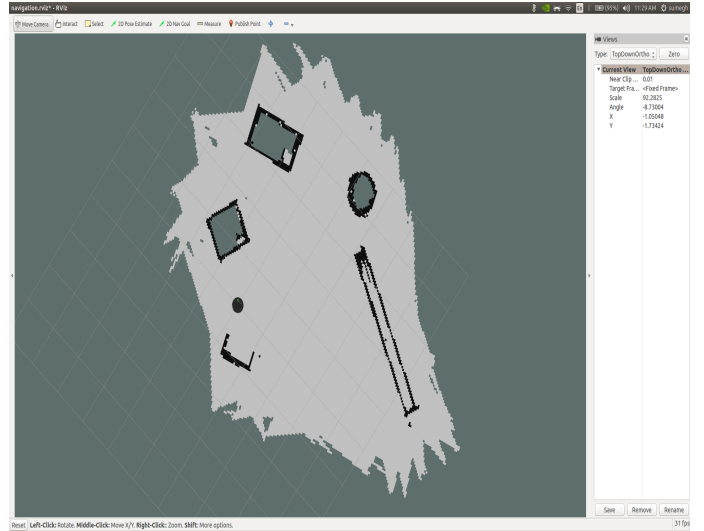 navigation.rviz* - RViz
En (95%) 11:29 AM sumegh
Move Camera Interact Select 2D Pose Estimate 2D Nav Goal Measure Publish Point
Views
Type: TopDownOrtho Zero
Current View TopDownOrtho ...
Near Clip ... 0.01
Target Fra... <Fixed Frame>
Scale 92.2825
Angle -8.73004
X -1.05048
Y -1.73424
Save Remove Rename
Reset Left-Click: Rotate. Middle-Click: Move X/Y. Right-Click:: Zoom. Shift: More options. 31 fps